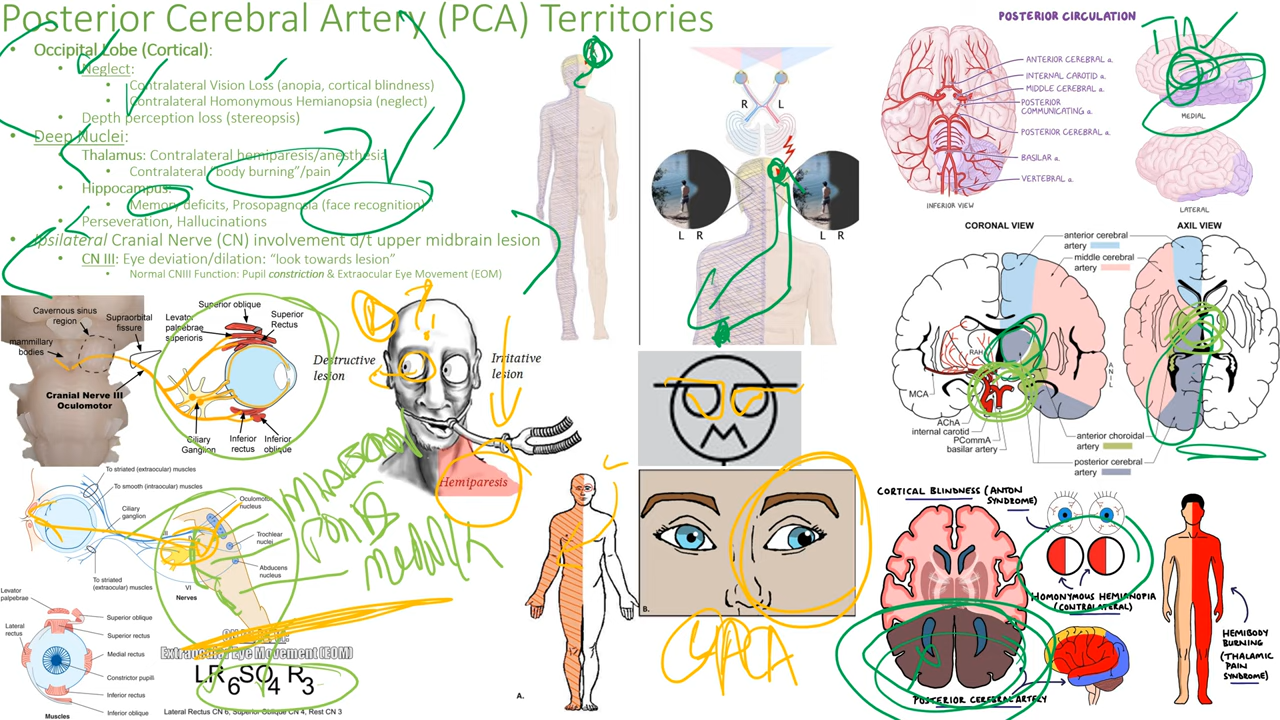 Posterior Cerebral Artery (PCA) Territories
• Occipital Lobe (Cortical):
• Neglect:
• Contralateral Vision Loss (anopia, cortical blindness)
• Contralateral Homonymous Hemianopsia (neglect)
• Depth perception loss (stereopsis)
• Deep Nuclei:
Thalamus: Contralateral hemiparesis/anesthesia
Contralateral "body burning"/pain
• Hippocampus:
• Memory deficits, Prosopagnosia (face recognition)
• Perseveration, Hallucinations
• Ipsilateral Cranial Nerve (CN) involvement d/t upper midbrain lesion
• CN III: Eye deviation/dilation: "look towards lesion"
• Normal CNIII Function: Pupil constriction & Extraocular Eye Movement (EOM)
Cavernous sinus region
Supraorbital fissure
mammillary bodies
Cranial Nerve III
Oculomotor
Superior oblique
Levator palpebrae superioris
Superior Rectus
Ciliary Ganglion
Inferior rectus
Inferior oblique
Destructive lesion
Irritative lesion
Hemiparesis
To striated (extraocular) muscles
To smooth (intraocular) muscles
Ciliary ganglion
To striated (extraocular) muscles
Oculomotor nucleus
Trochlear nuclei
Abducens nucleus
VI
Nerves
Midbrain
Pons
Levator palpebrae
Lateral rectus
Superior oblique
Superior rectus
Medial rectus
Constrictor pupili
Inferior rectus
Inferior oblique
Muscles
Extraocular Eye Movement (EOM)
LR6SO4 R3
Lateral Rectus CN 6, Superior Oblique CN 4, Rest CN 3
A.
R L
L R
L R
B.
PCA
POSTERIOR CIRCULATION
ANTERIOR CEREBRAL a.
INTERNAL CAROTID a.
MIDDLE CEREBRAL a.
POSTERIOR COMMUNICATING a.
POSTERIOR CEREBRAL a.
BASILAR a.
VERTEBRAL a.
INFERIOR VIEW
MEDIAL
LATERAL
CORONAL VIEW
AXIL VIEW
anterior cerebral artery
middle cerebral artery
RAH
MCA
AChA
internal carotid
PCommA
basilar artery
anterior choroidal artery
posterior cerebral artery
A N I L
CORTICAL BLINDNESS (ANTON SYNDROME)
HOMONYMOUS HEMIANOPIA (CONTRALATERAL)
POSTERIOR CEREBRAL ARTERY
HEMIBODY BURNING (THALAMIC PAIN SYNDROME)